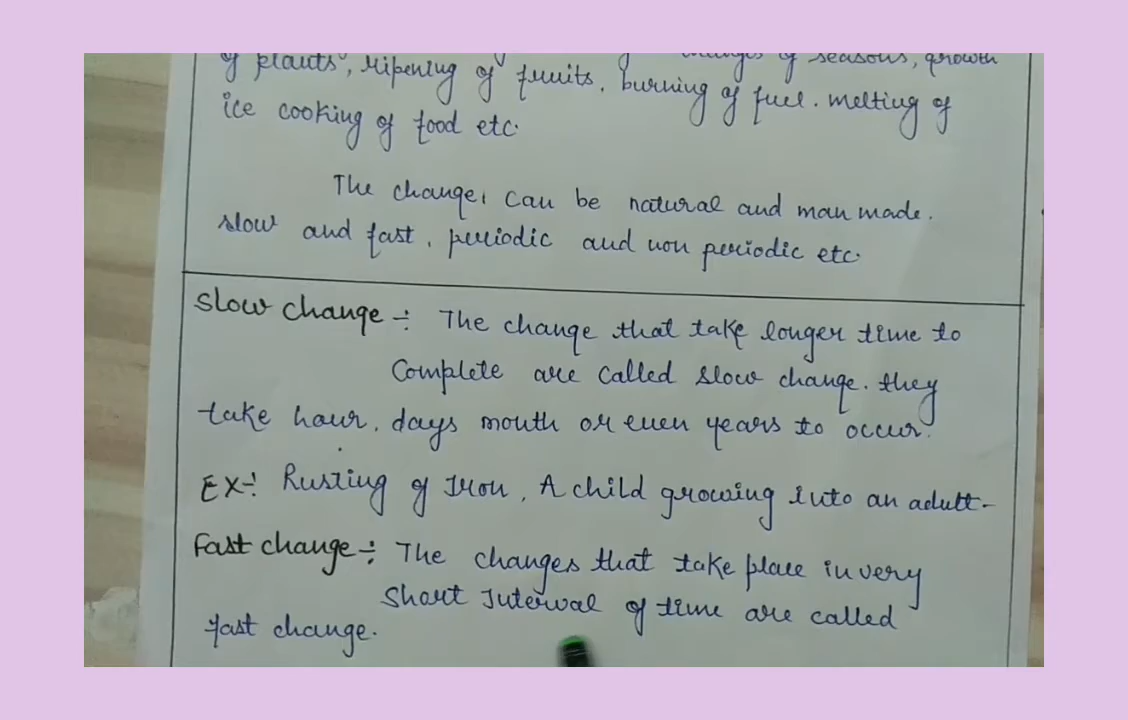 of plants, ripening of fruits, burning of fuel. melting of seasons, growth
ice cooking of food etc.
The change, can be natural and man made.
slow and fast, periodic and non periodic etc.
Slow change÷ The change that take longer time to
Complete are called slow change. they
take hour, days mouth or even years to occur.
EX÷ Rusting of Iron, A child growing into an adult-
Fast change÷ The changes that take place in very
Short Interval of time are called
fast change.